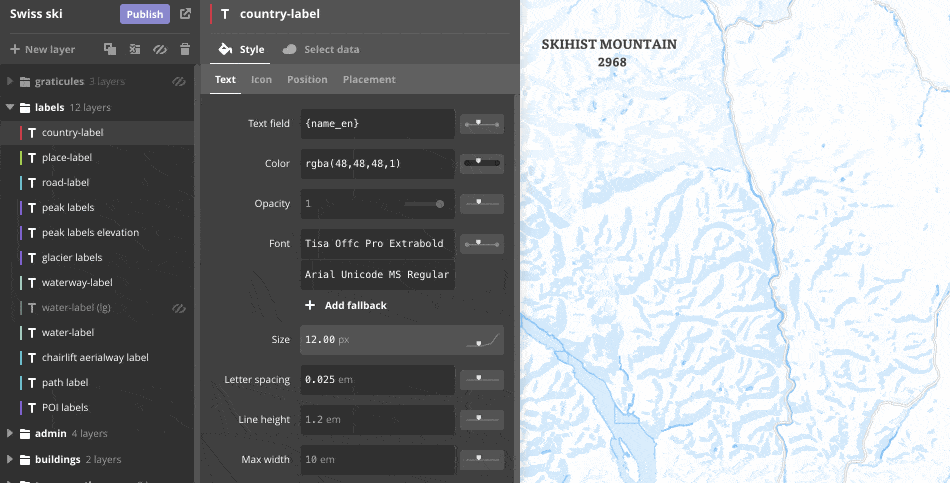 Swiss ski
Publish
New layer
graticules 3 layers
labels 12 layers
country-label
place-label
road-label
peak labels
peak labels elevation
glacier labels
waterway-label
water-label (lg)
water-label
chairlift aerialway label
path label
POI labels
admin 4 layers
buildings 2 layers
country-label
Style
Select data
Text Icon Position Placement
Text field {name_en}
Color rgba(48,48,48,1)
Opacity 1
Font Tisa Offc Pro Extrabold
Arial Unicode MS Regular
Add fallback
Size 12.00 px
Letter spacing 0.025 em
Line height 1.2 em
Max width 10 em
SKIHIST MOUNTAIN
2968